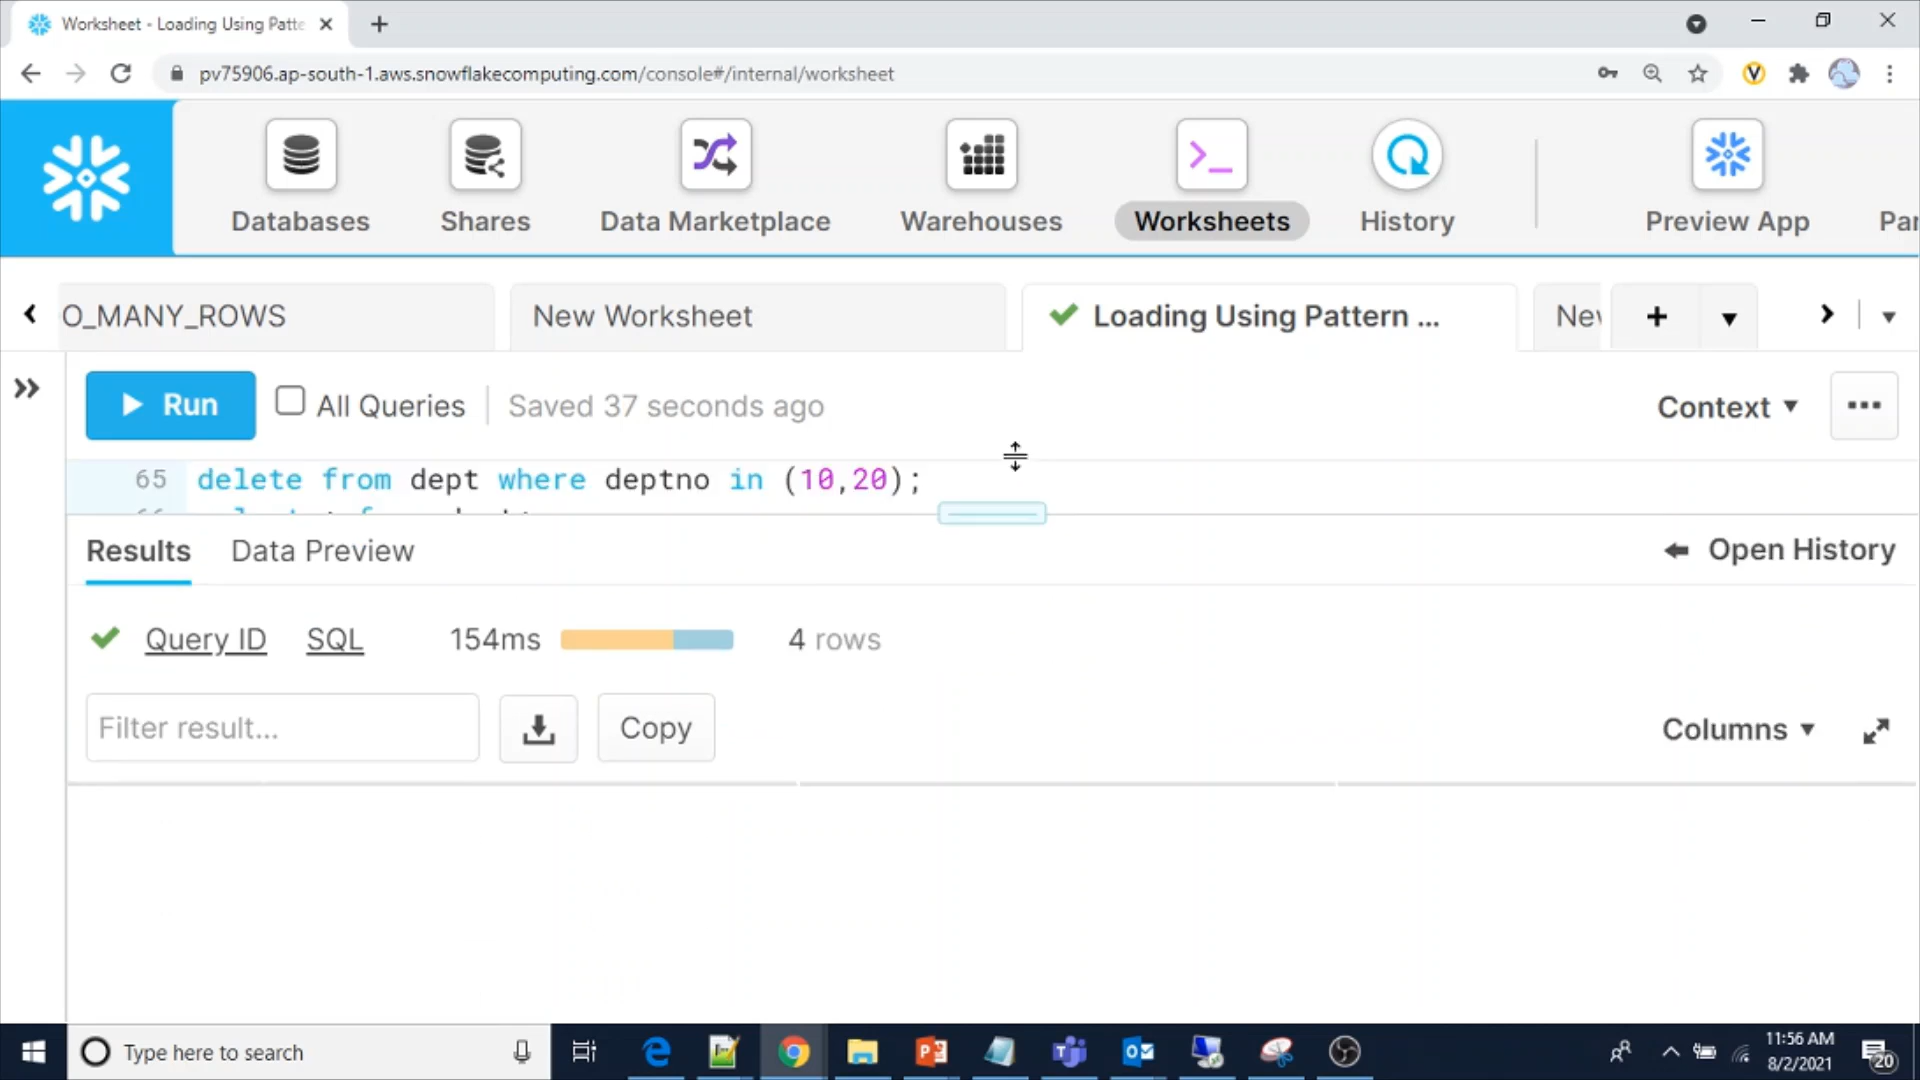 Worksheet - Loading Using Patte
pv75906.ap-south-1.aws.snowflakecomputing.com/console#/internal/worksheet
Databases Shares Data Marketplace Warehouses Worksheets History Preview App Par
O_MANY_ROWS New Worksheet Loading Using Pattern ... New
Run All Queries Saved 37 seconds ago Context ...
65 delete from dept where deptno in (10,20);
Results Data Preview Open History
Query ID SQL 154ms 4 rows
Filter result... Copy Columns
Type here to search
11:56 AM
8/2/2021
20